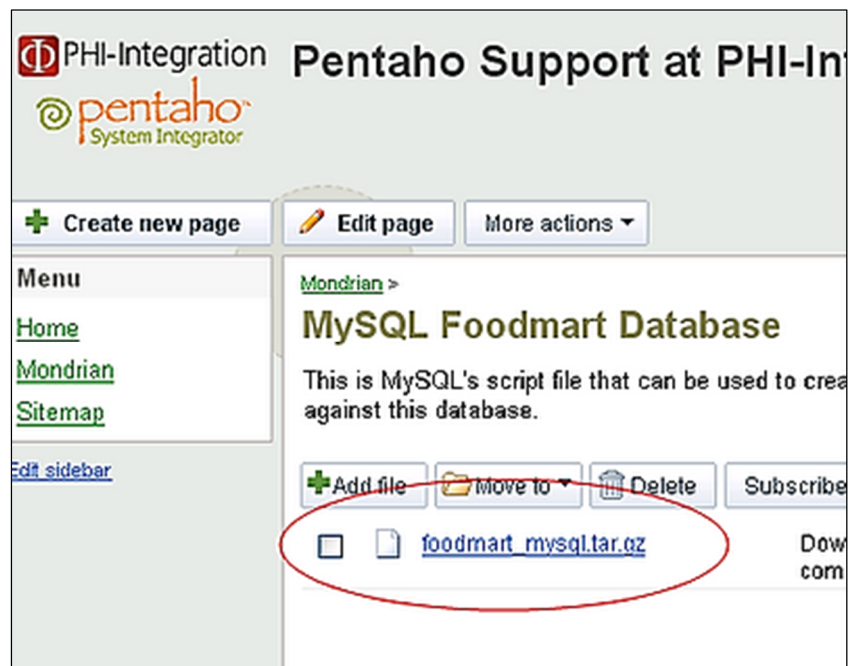 PHI-Integration
pentaho
System Integrator
Pentaho Support at PHI-In
Create new page
Edit page
More actions
Menu
Home
Mondrian
Sitemap
Edit sidebar
Mondrian >
MySQL Foodmart Database
This is MySQL's script file that can be used to crea
against this database.
Add file
Move to
Delete
Subscribe
foodmart_mysql.tar.gz
Dow
com